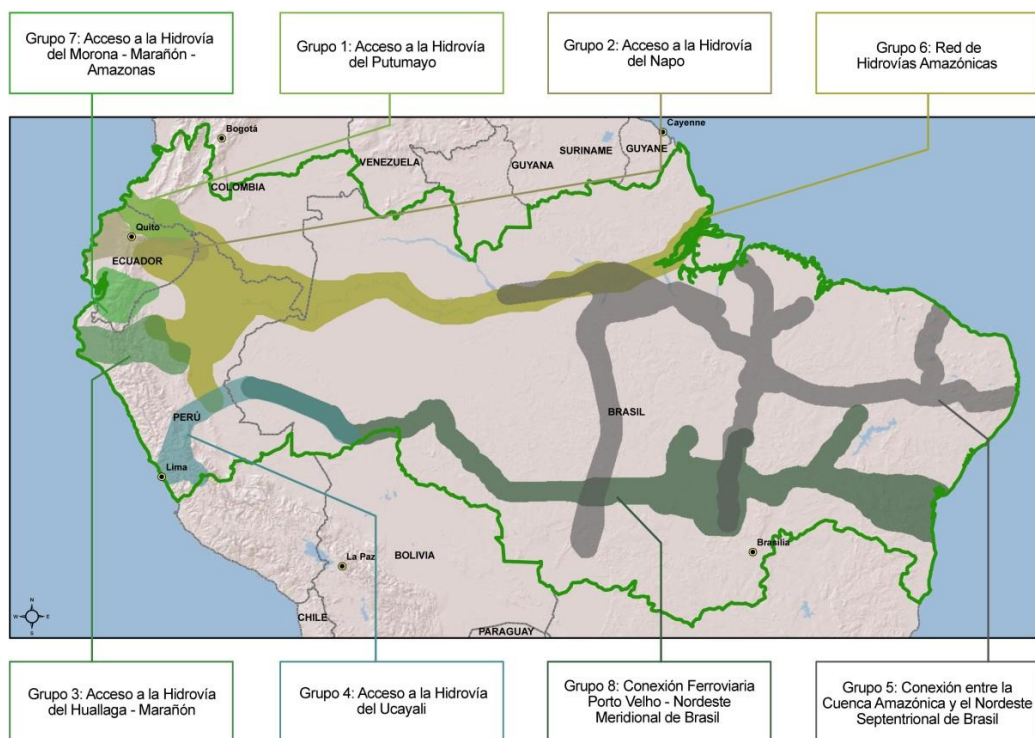 Grupo 7: Acceso a la Hidrovía
del Morona - Marañón -
Amazonas
Grupo 1: Acceso a la Hidrovía
del Putumayo
Grupo 2: Acceso a la Hidrovía
del Napo
Grupo 6: Red de
Hidrovías Amazónicas
Bogotá
Cayenne
SURINAME
GUYANE
VENEZUELA
GUYANA
COLOMBIA
Quito
ECUADOR
BRASIL
PERÚ
Lima
Brasilia
La Paz
BOLIVIA
CHILE
PARAGUAY
N
W
E
S
Grupo 3: Acceso a la Hidrovía
del Huallaga - Marañón
Grupo 4: Acceso a la Hidrovía
del Ucayali
Grupo 8: Conexión Ferroviaria
Porto Velho - Nordeste
Meridional de Brasil
Grupo 5: Conexión entre la
Cuenca Amazónica y el Nordeste
Septentrional de Brasil